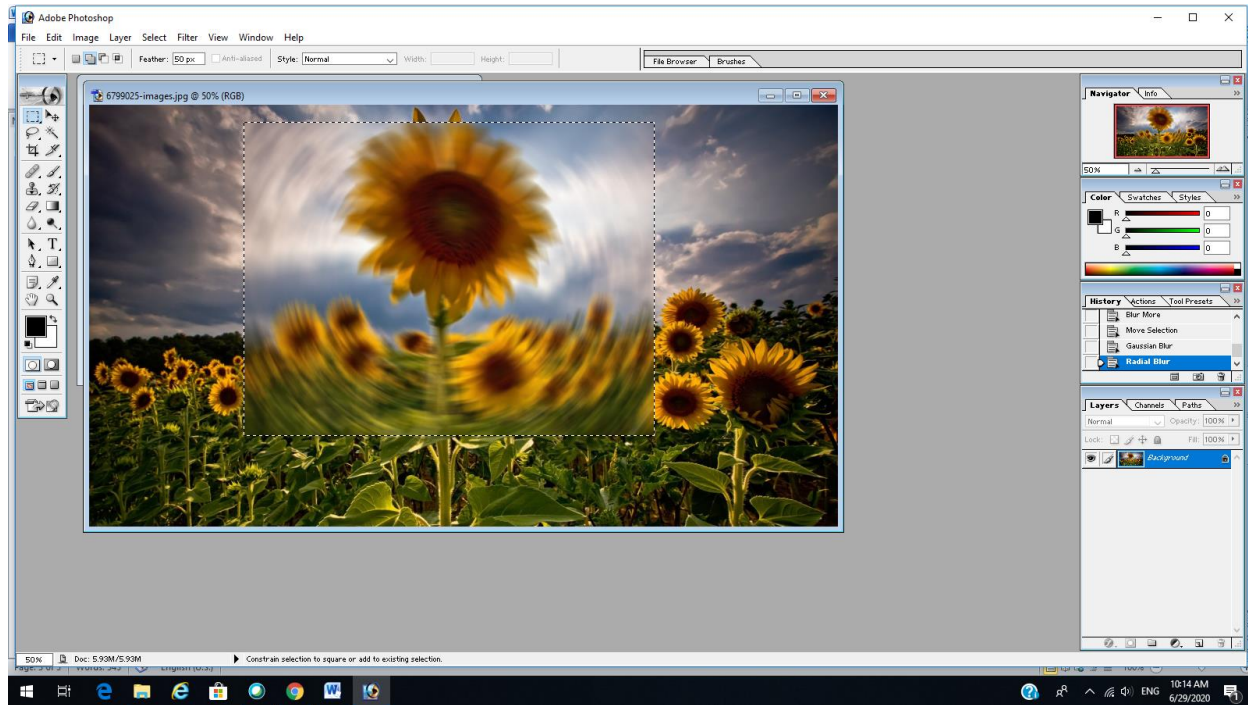 Adobe Photoshop
File Edit Image Layer Select Filter View Window Help
Feather: 50 px Anti-aliased Style: Normal Width: Height:
File Browser Brushes
6799025-images.jpg @ 50% (RGB)
Navigator Info
50%
Color Swatches Styles
R 0
G 0
B 0
History Actions Tool Presets
Blur More
Move Selection
Gaussian Blur
Radial Blur
Layers Channels Paths
Normal Opacity: 100%
Lock: Fill: 100%
Background
T
50% Doc: 5.93M/5.93M Constrain selection to square or add to existing selection.
100%
ENG
10:14 AM
6/29/2020
1